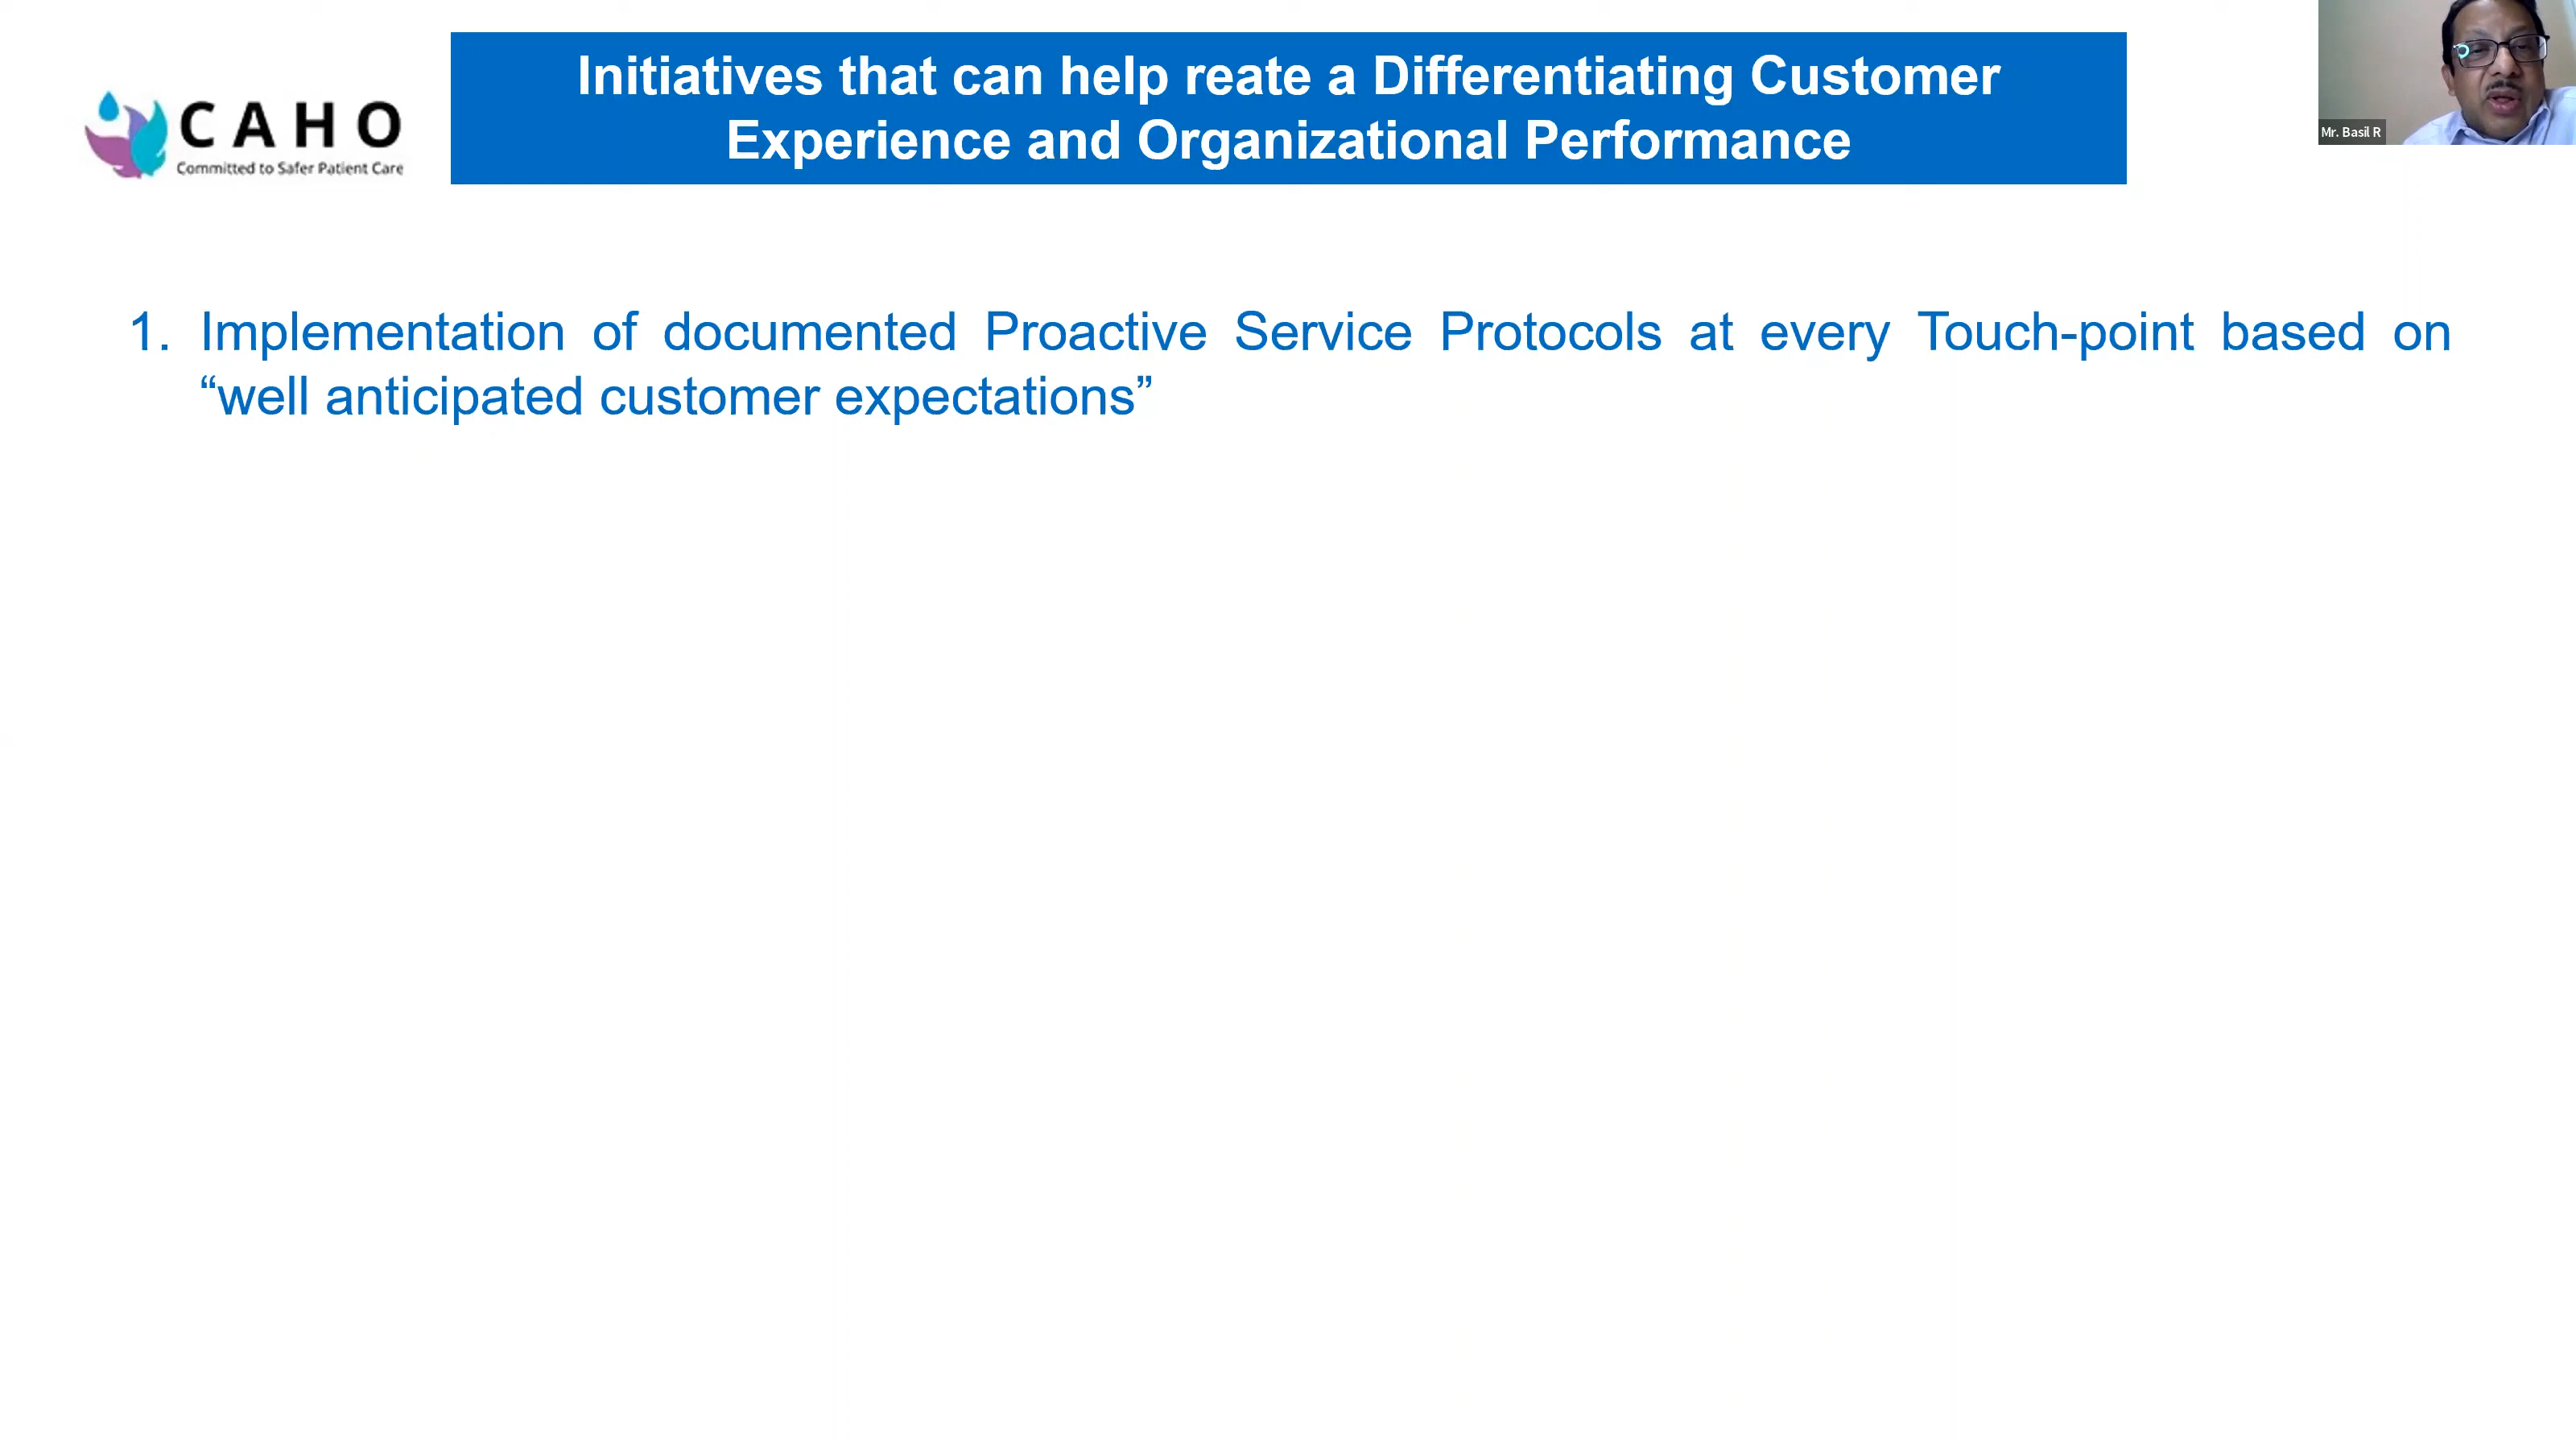 CAHO
Committed to Safer Patient Care
Initiatives that can help reate a Differentiating Customer
Experience and Organizational Performance
Mr. Basil R
1. Implementation of documented Proactive Service Protocols at every Touch-point based on
“well anticipated customer expectations”